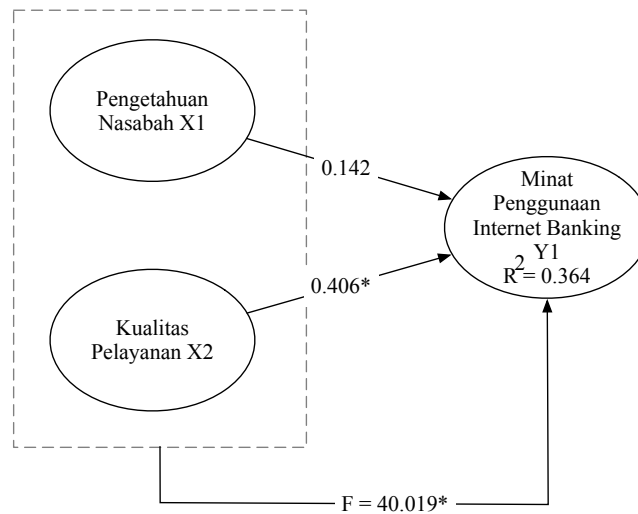 Pengetahuan
Nasabah X1
0.142
Minat
Penggunaan
Internet Banking
Y1
R² = 0.364
0.406*
Kualitas
Pelayanan X2
F = 40.019*